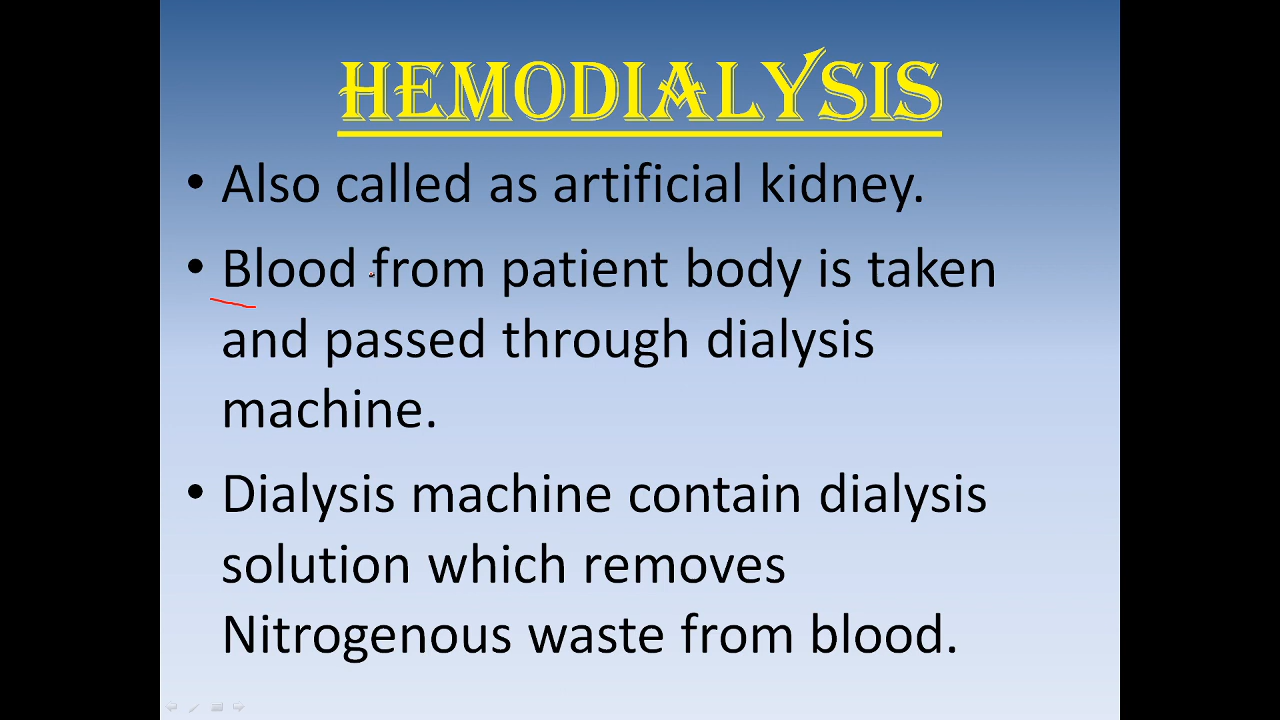 HEMODIALYSIS
• Also called as artificial kidney.
• Blood from patient body is taken
and passed through dialysis
machine.
• Dialysis machine contain dialysis
solution which removes
Nitrogenous waste from blood.